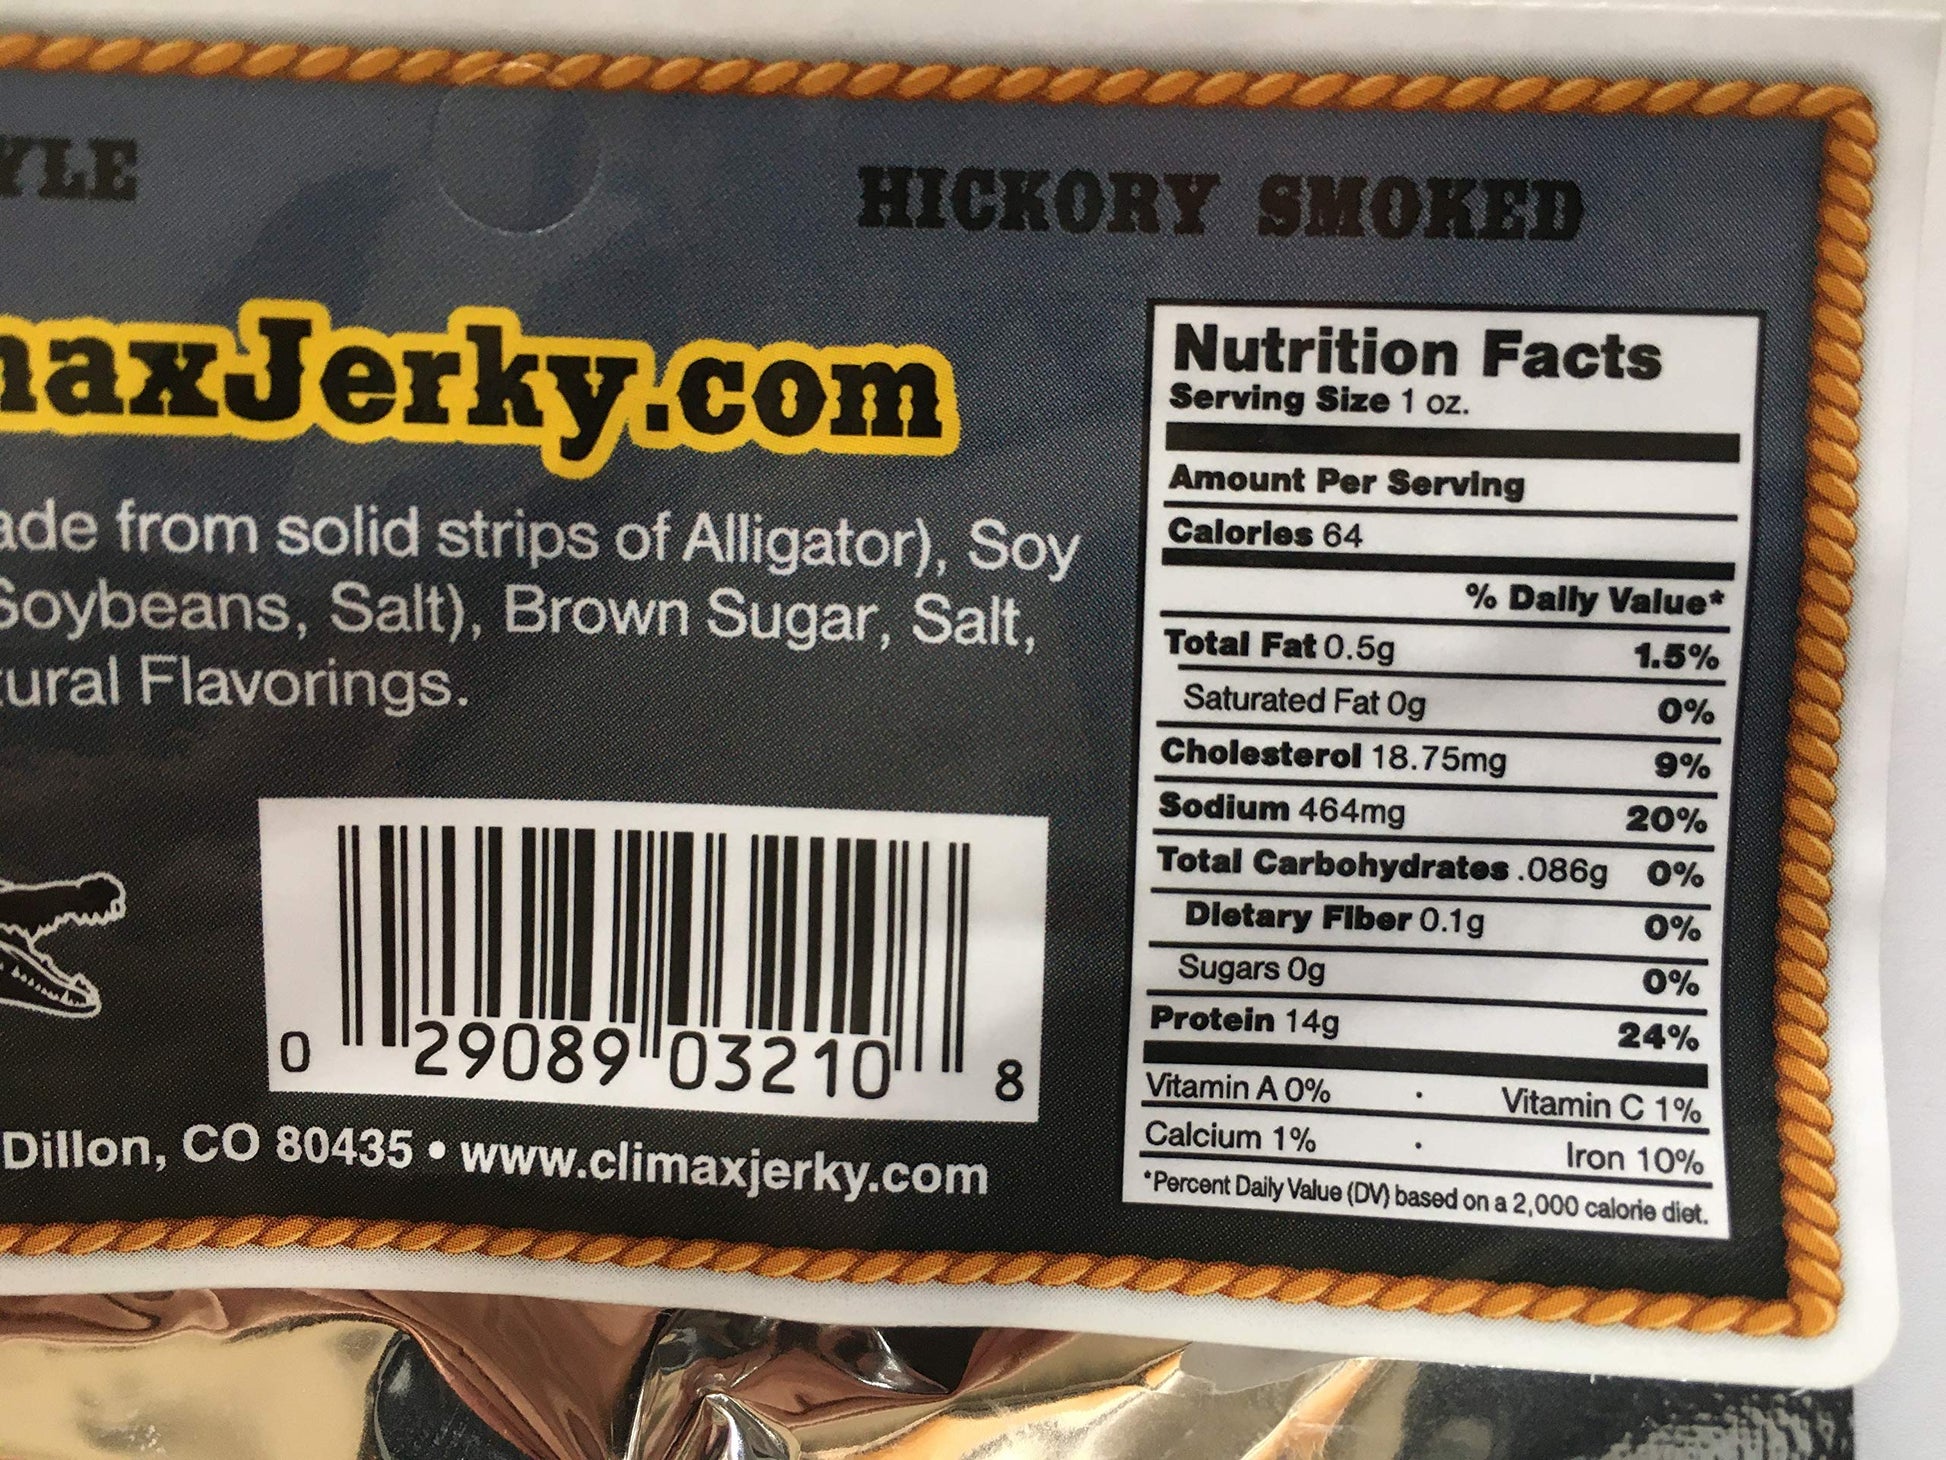 YLE
HICKORY SMOKED
maxJerky.com
ade from solid strips of Alligator), Soy
Soybeans, Salt), Brown Sugar, Salt,
tural Flavorings.
0 29089 03210 8
Dillon, CO 80435 • www.climaxjerky.com
Nutrition Facts
Serving Size 1 oz.
Amount Per Serving
Calories 64
% Daily Value*
Total Fat 0.5g 1.5%
Saturated Fat 0g 0%
Cholesterol 18.75mg 9%
Sodium 464mg 20%
Total Carbohydrates .086g 0%
Dietary Fiber 0.1g 0%
Sugars 0g 0%
Protein 14g 24%
Vitamin A 0% · Vitamin C 1%
Calcium 1% · Iron 10%
*Percent Daily Value (DV) based on a 2,000 calorie diet.